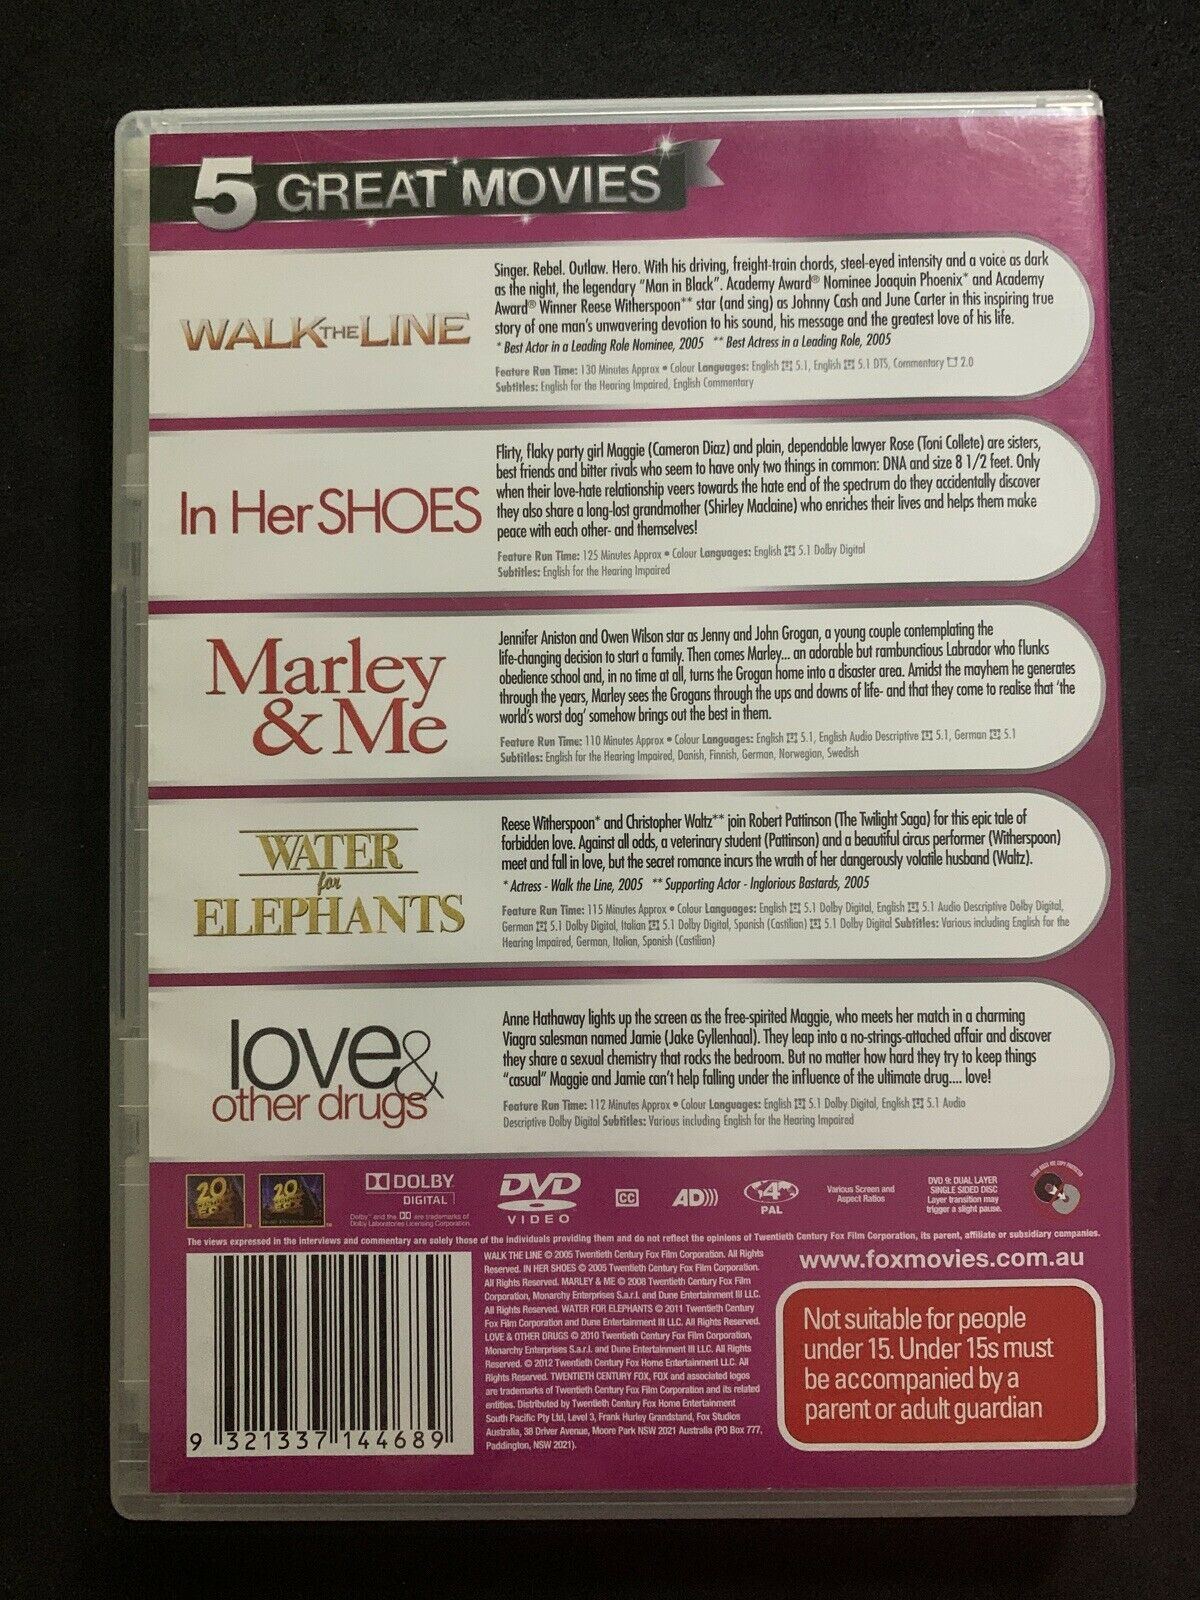 5 GREAT MOVIES
WALK THE LINE
Singer. Rebel. Outlaw. Hero. With his driving, freight-train chords, steel-eyed intensity and a voice as dark
as the night, the legendary "Man in Black". Academy Award® Nominee Joaquin Phoenix* and Academy
Award® Winner Reese Witherspoon** star (and sing) as Johnny Cash and June Carter in this inspiring true
story of one man's unwavering devotion to his sound, his message and the greatest love of his life.
* Best Actor in a Leading Role Nominee, 2005 ** Best Actress in a Leading Role, 2005
Feature Run Time: 130 Minutes Approx • Colour Languages: English 5.1, English 5.1 DTS, Commentary 2.0
Subtitles: English for the Hearing Impaired, English Commentary
In Her SHOES
Flirty, flaky party girl Maggie (Cameron Diaz) and plain, dependable lawyer Rose (Toni Collete) are sisters,
best friends and bitter rivals who seem to have only two things in common: DNA and size 8 1/2 feet. Only
when their love-hate relationship veers towards the hate end of the spectrum do they accidentally discover
they also share a long-lost grandmother (Shirley Maclaine) who enriches their lives and helps them make
peace with each other- and themselves!
Feature Run Time: 125 Minutes Approx • Colour Languages: English 5.1 Dolby Digital
Subtitles: English for the Hearing Impaired
Marley
& Me
Jennifer Aniston and Owen Wilson star as Jenny and John Grogan, a young couple contemplating the
life-changing decision to start a family. Then comes Marley... an adorable but rambunctious Labrador who flunks
obedience school and, in no time at all, turns the Grogan home into a disaster area. Amidst the mayhem he generates
through the years, Marley sees the Grogans through the ups and downs of life- and that they come to realise that 'the
world's worst dog' somehow brings out the best in them.
Feature Run Time: 110 Minutes Approx • Colour Languages: English 5.1, English Audio Descriptive 5.1, German 5.1
Subtitles: English for the Hearing Impaired, Danish, Finnish, German, Norwegian, Swedish
WATER
for
ELEPHANTS
Reese Witherspoon* and Christopher Waltz** join Robert Pattinson (The Twilight Saga) for this epic tale of
forbidden love. Against all odds, a veterinary student (Pattinson) and a beautiful circus performer (Witherspoon)
meet and fall in love, but the secret romance incurs the wrath of her dangerously volatile husband (Waltz).
* Actress - Walk the Line, 2005 ** Supporting Actor - Inglorious Bastards, 2005
Feature Run Time: 115 Minutes Approx • Colour Languages: English 5.1 Dolby Digital, English 5.1 Audio Descriptive Dolby Digital,
German 5.1 Dolby Digital, Italian 5.1 Dolby Digital, Spanish (Castilian) 5.1 Dolby Digital Subtitles: Various including English for the
Hearing Impaired, German, Italian, Spanish (Castilian)
love &
other drugs
Anne Hathaway lights up the screen as the free-spirited Maggie, who meets her match in a charming
Viagra salesman named Jamie (Jake Gyllenhaal). They leap into a no-strings-attached affair and discover
they share a sexual chemistry that rocks the bedroom. But no matter how hard they try to keep things
"casual" Maggie and Jamie can't help falling under the influence of the ultimate drug.... love!
Feature Run Time: 112 Minutes Approx • Colour Languages: English 5.1 Dolby Digital, English 5.1 Audio
Descriptive Dolby Digital Subtitles: Various including English for the Hearing Impaired
DOLBY
DIGITAL
Dolby and the DD are trademarks of
Dolby Laboratories Licensing Corporation.
DVD
VIDEO
CC
AD)))
4
PAL
Various Screen and
Aspect Ratios
DVD 9: DUAL LAYER
SINGLE SIDED DISC
Layer transition may
trigger a slight pause.
The views expressed in the interviews and commentary are solely those of the individuals providing them and do not reflect the opinions of Twentieth Century Fox Film Corporation, its parent, affiliate or subsidiary companies.
WALK THE LINE © 2005 Twentieth Century Fox Film Corporation. All Rights
Reserved. IN HER SHOES © 2005 Twentieth Century Fox Film Corporation.
All Rights Reserved. MARLEY & ME © 2008 Twentieth Century Fox Film
Corporation, Monarchy Enterprises S.a.r.l. and Dune Entertainment III LLC.
All Rights Reserved. WATER FOR ELEPHANTS © 2011 Twentieth Century
Fox Film Corporation and Dune Entertainment III LLC. All Rights Reserved.
LOVE & OTHER DRUGS © 2010 Twentieth Century Fox Film Corporation,
Monarchy Enterprises S.a.r.l. and Dune Entertainment III LLC. All Rights
Reserved. © 2012 Twentieth Century Fox Home Entertainment LLC. All
Rights Reserved. TWENTIETH CENTURY FOX, FOX and associated logos
are trademarks of Twentieth Century Fox Film Corporation and its related
entities. Distributed by Twentieth Century Fox Home Entertainment
South Pacific Pty Ltd, Level 3, Frank Hurley Grandstand, Fox Studios
Australia, 38 Driver Avenue, Moore Park NSW 2021 Australia (PO Box 777,
Paddington, NSW 2021).
9 321337 144689
www.foxmovies.com.au
Not suitable for people
under 15. Under 15s must
be accompanied by a
parent or adult guardian